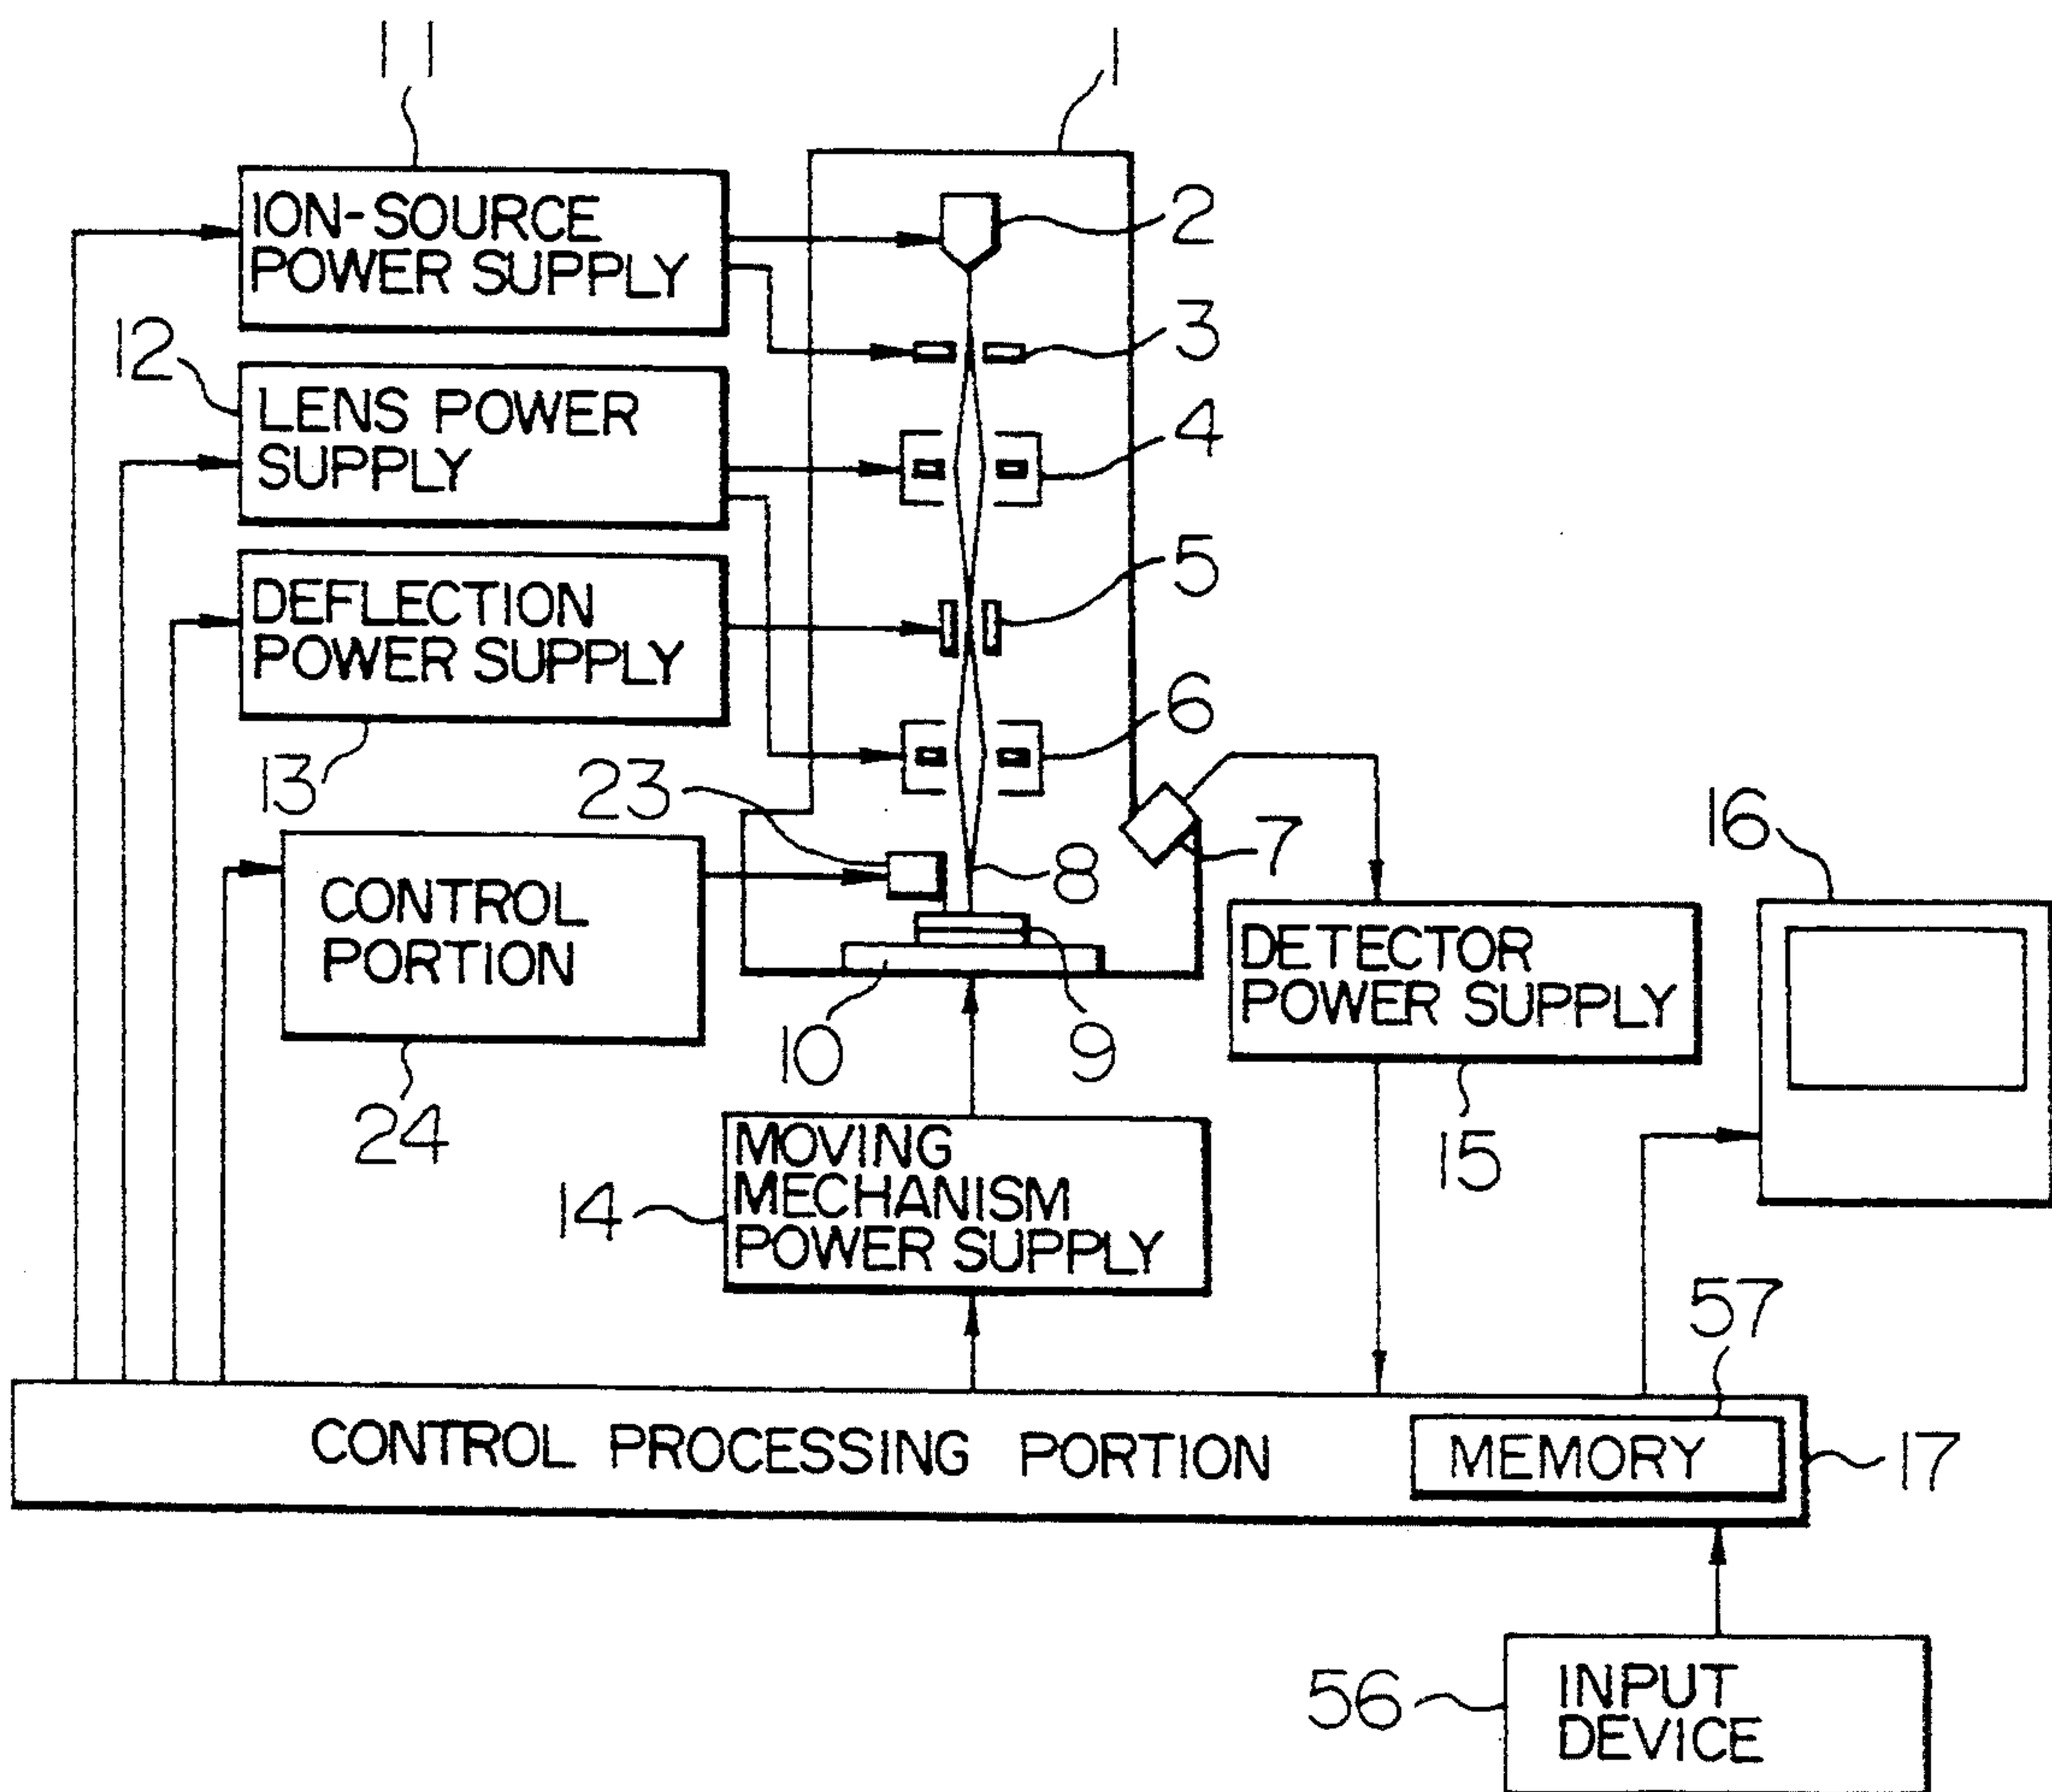 11
1
ION-SOURCE
POWER SUPPLY
2
3
12
LENS POWER
SUPPLY
4
5
DEFLECTION
POWER SUPPLY
6
13
23
7
16
8
CONTROL
PORTION
DETECTOR
POWER SUPPLY
10
9
24
15
MOVING
MECHANISM
POWER SUPPLY
14
57
CONTROL PROCESSING PORTION
MEMORY
17
56
INPUT
DEVICE